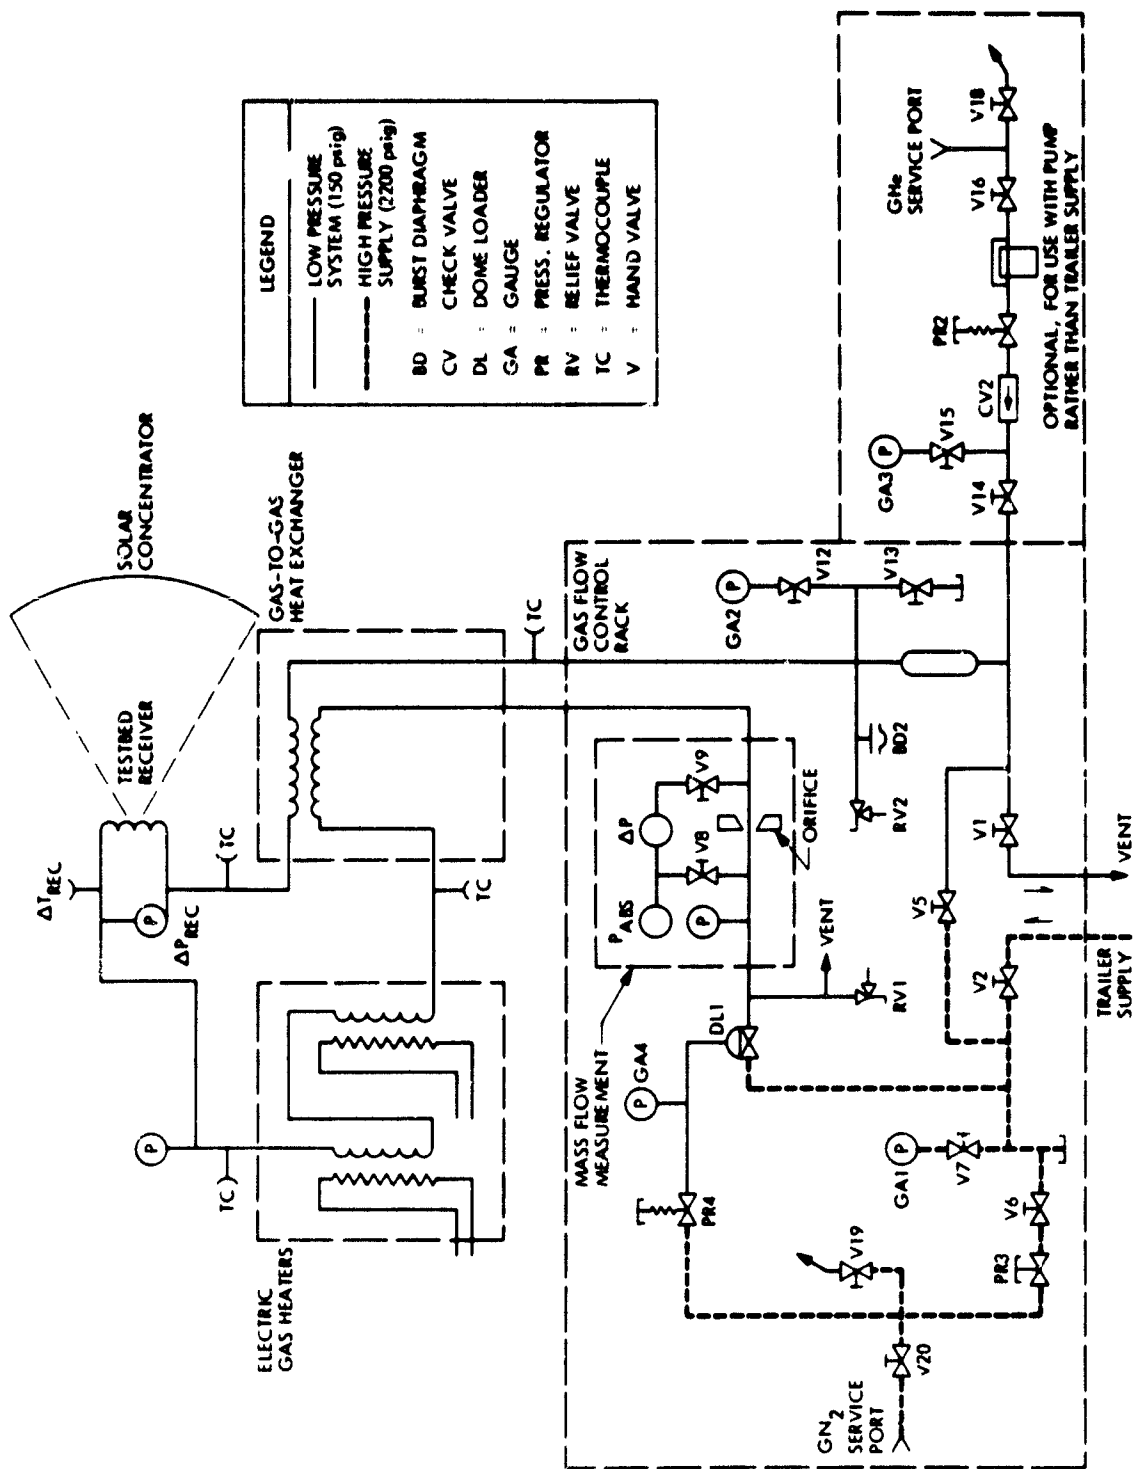 SOLAR
CONCENTRATOR
TESTBED
RECEIVER
ΔT REC
ΔP REC
P
P
TC
TC
TC
TC
GAS-TO-GAS
HEAT EXCHANGER
ELECTRIC
GAS HEATERS
LEGEND
LOW PRESSURE
SYSTEM (150 psig)
HIGH PRESSURE
SUPPLY (2200 psig)
BD = BURST DIAPHRAGM
CV = CHECK VALVE
DL = DOME LOADER
GA = GAUGE
PR = PRESS. REGULATOR
RV = RELIEF VALVE
TC = THERMOCOUPLE
V = HAND VALVE
GAS FLOW
CONTROL
RACK
MASS FLOW
MEASUREMENT
P ABS
ΔP
P
V8
V9
ORIFICE
GA4
P
DL1
PR4
VENT
RV1
RV2
BD2
GA2
P
V12
V13
GN2
SERVICE
PORT
V20
V19
PR3
V6
GA1
P
V7
V2
V5
V1
TRAILER
SUPPLY
VENT
GA3
P
V15
V14
CV2
PR2
V16
V18
GHe
SERVICE PORT
OPTIONAL, FOR USE WITH PUMP
RATHER THAN TRAILER SUPPLY